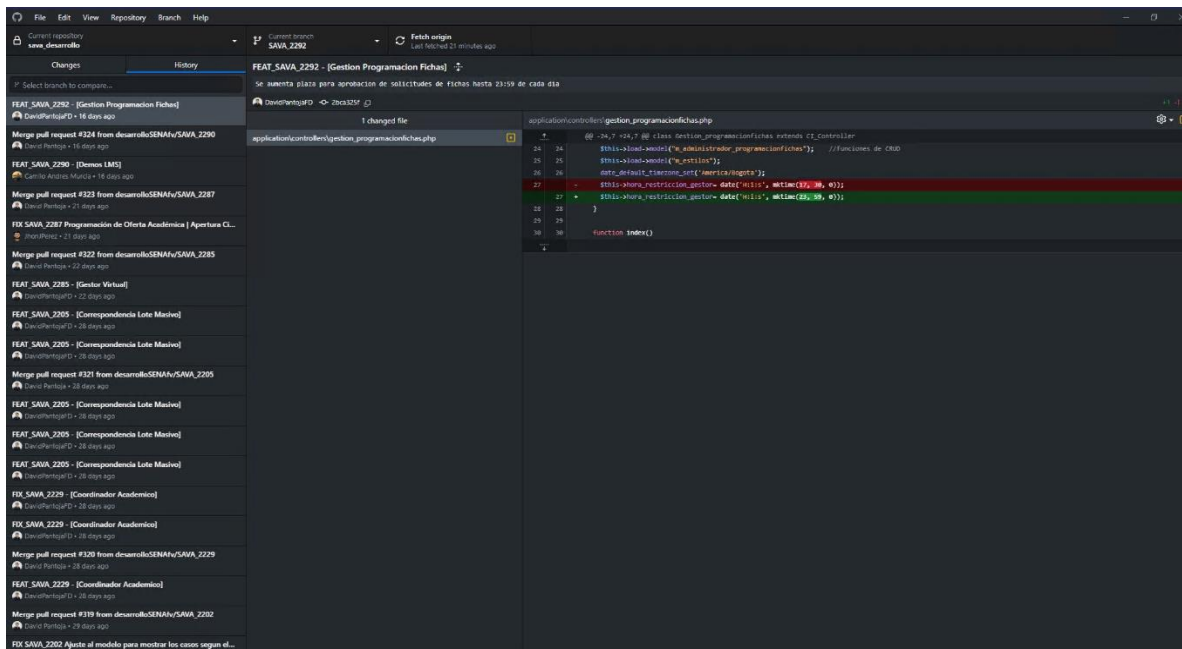 File Edit View Repository Branch Help
Current repository
sava_desarrollo
Current branch
SAVA_2292
Fetch origin
Last fetched 21 minutes ago
Changes History
Select branch to compare...
FEAT_SAVA_2292 - [Gestion Programacion Fichas]
DavidPantojaFD • 16 days ago
Merge pull request #324 from desarrolloSENAfv/SAVA_2290
David Pantoja • 16 days ago
FEAT_SAVA_2290 - [Demos LMS]
Camilo Andres Murcia • 16 days ago
Merge pull request #323 from desarrolloSENAfv/SAVA_2287
David Pantoja • 21 days ago
FIX SAVA_2287 Programación de Oferta Académica | Apertura Ci...
JhonJPerez • 21 days ago
Merge pull request #322 from desarrolloSENAfv/SAVA_2285
David Pantoja • 22 days ago
FEAT_SAVA_2285 - [Gestor Virtual]
DavidPantojaFD • 22 days ago
FEAT_SAVA_2205 - [Correspondencia Lote Masivo]
DavidPantojaFD • 28 days ago
FEAT_SAVA_2205 - [Correspondencia Lote Masivo]
DavidPantojaFD • 28 days ago
Merge pull request #321 from desarrolloSENAfv/SAVA_2205
David Pantoja • 28 days ago
FEAT_SAVA_2205 - [Correspondencia Lote Masivo]
DavidPantojaFD • 28 days ago
FEAT_SAVA_2205 - [Correspondencia Lote Masivo]
DavidPantojaFD • 28 days ago
FEAT_SAVA_2205 - [Correspondencia Lote Masivo]
DavidPantojaFD • 28 days ago
FIX_SAVA_2229 - [Coordinador Academico]
DavidPantojaFD • 28 days ago
FIX_SAVA_2229 - [Coordinador Academico]
DavidPantojaFD • 28 days ago
Merge pull request #320 from desarrolloSENAfv/SAVA_2229
David Pantoja • 28 days ago
FEAT_SAVA_2229 - [Coordinador Academico]
DavidPantojaFD • 28 days ago
Merge pull request #319 from desarrolloSENAfv/SAVA_2202
David Pantoja • 29 days ago
FIX SAVA_2202 Ajuste al modelo para mostrar los casos segun el...
FEAT_SAVA_2292 - [Gestion Programacion Fichas]
Se aumenta plaza para aprobacion de solicitudes de fichas hasta 23:59 de cada dia
DavidPantojaFD 2bca325f
+1 -1
1 changed file
application\controllers\gestion_programacionfichas.php
application\controllers\gestion_programacionfichas.php
@@ -24,7 +24,7 @@ class Gestion_programacionfichas extends CI_Controller
24 24 $this->load->model("m_administrador_programacionfichas"); //funciones de CRUD
25 25 $this->load->model("m_estilos");
26 26 date_default_timezone_set('America/Bogota');
27 - $this->hora_restriccion_gestor= date('H:i:s', mktime(17, 30, 0));
27 + $this->hora_restriccion_gestor= date('H:i:s', mktime(23, 59, 0));
28 28 }
29 29
30 30 function index()